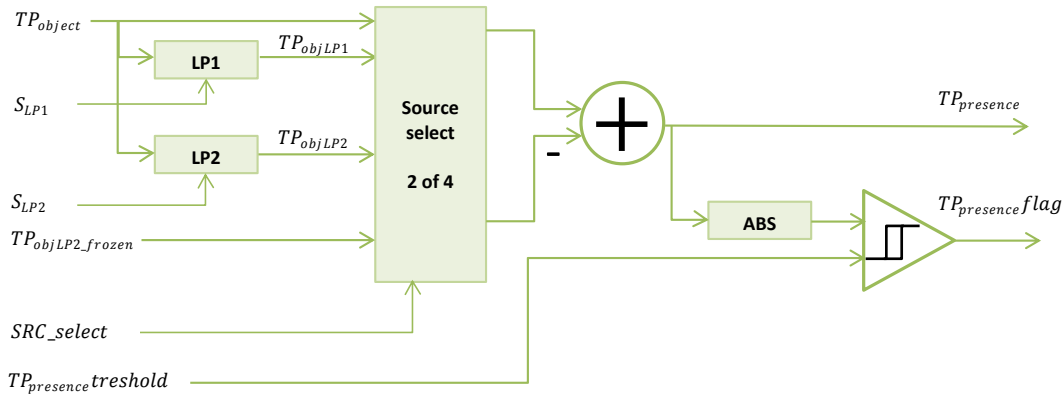 TP_object
LP1
TP_objLP1
S_LP1
Source
select
2 of 4
TP_presence
LP2
TP_objLP2
-
S_LP2
TP_presence flag
ABS
TP_objLP2_frozen
SRC_select
TP_presence treshold